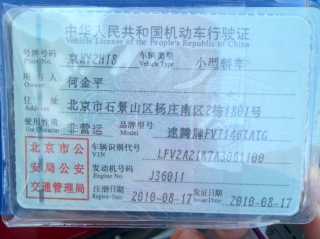 中华人民共和国机动车行驶证
Vehicle License of the People's Republic of China
号牌号码 京NY2H18 车辆类型 小型轿车
Plate No. Vehicle Type
所有人 何金平
Owner
住址 北京市石景山区杨庄南区2栋1801号
Address
使用性质 非营运 品牌型号 速腾牌FV7146TATG
Use Character Model
北京市公 车辆识别代号 LFV2A21K7A3081100
VIN
安局公安 发动机号码 J36011
Engine No.
交通管理局 注册日期 2010-08-17 发证日期 2010-08-17
Register Date Issue Date